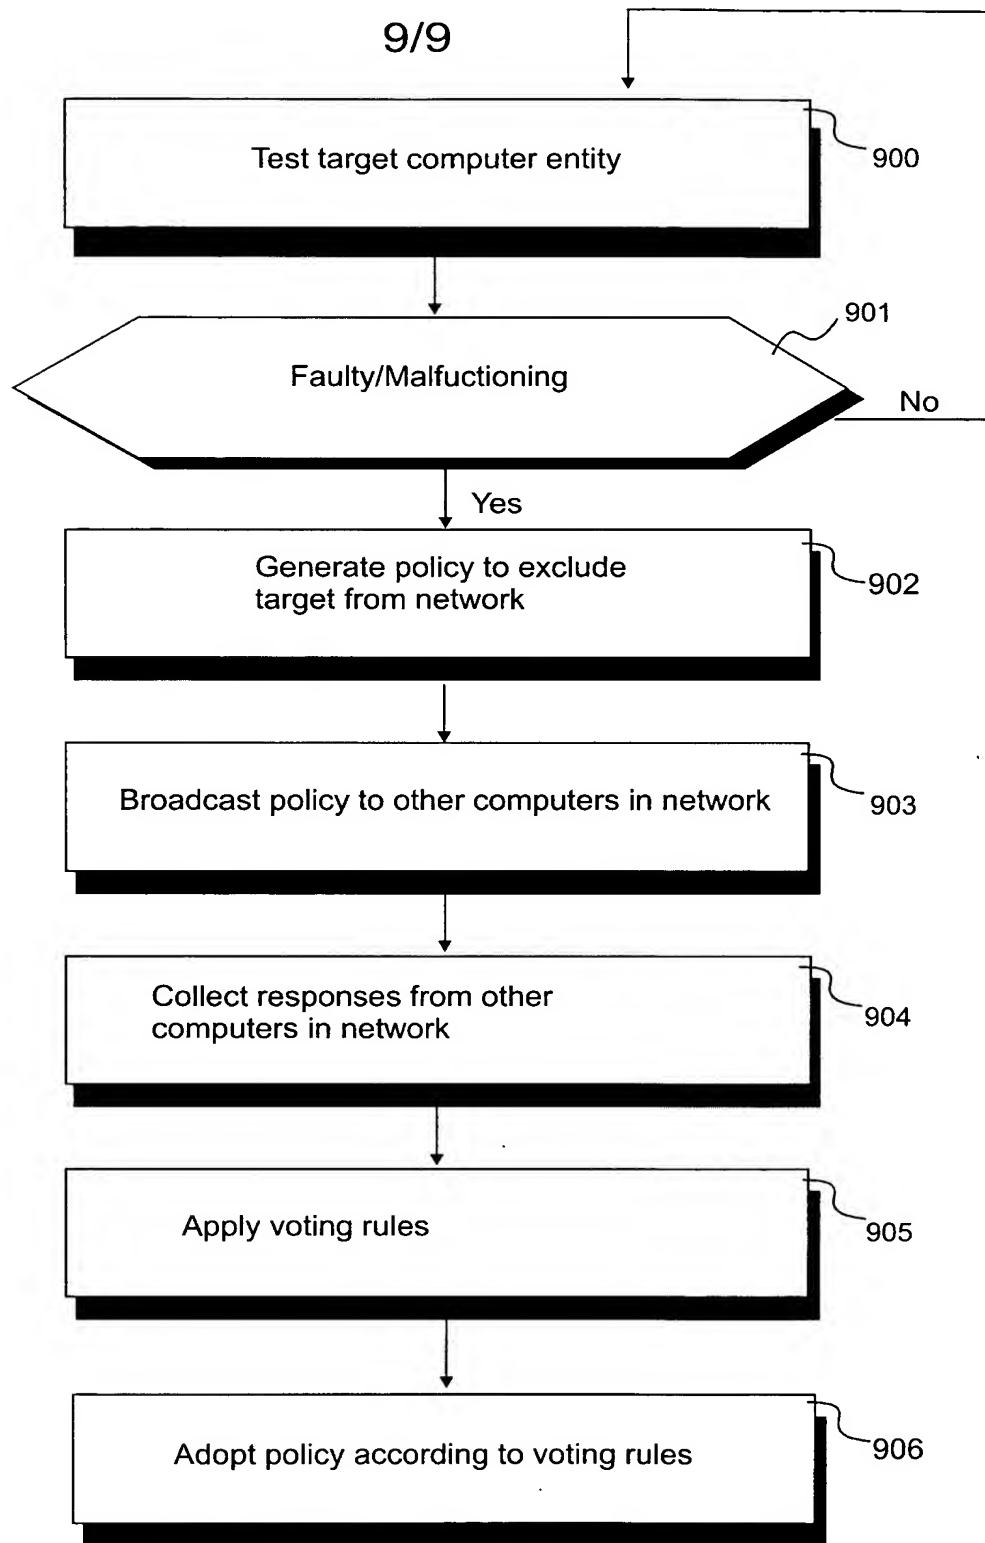 9/9
Test target computer entity
900
901
Faulty/Malfuctioning
No
Yes
Generate policy to exclude
target from network
902
Broadcast policy to other computers in network
903
Collect responses from other
computers in network
904
Apply voting rules
905
Adopt policy according to voting rules
906